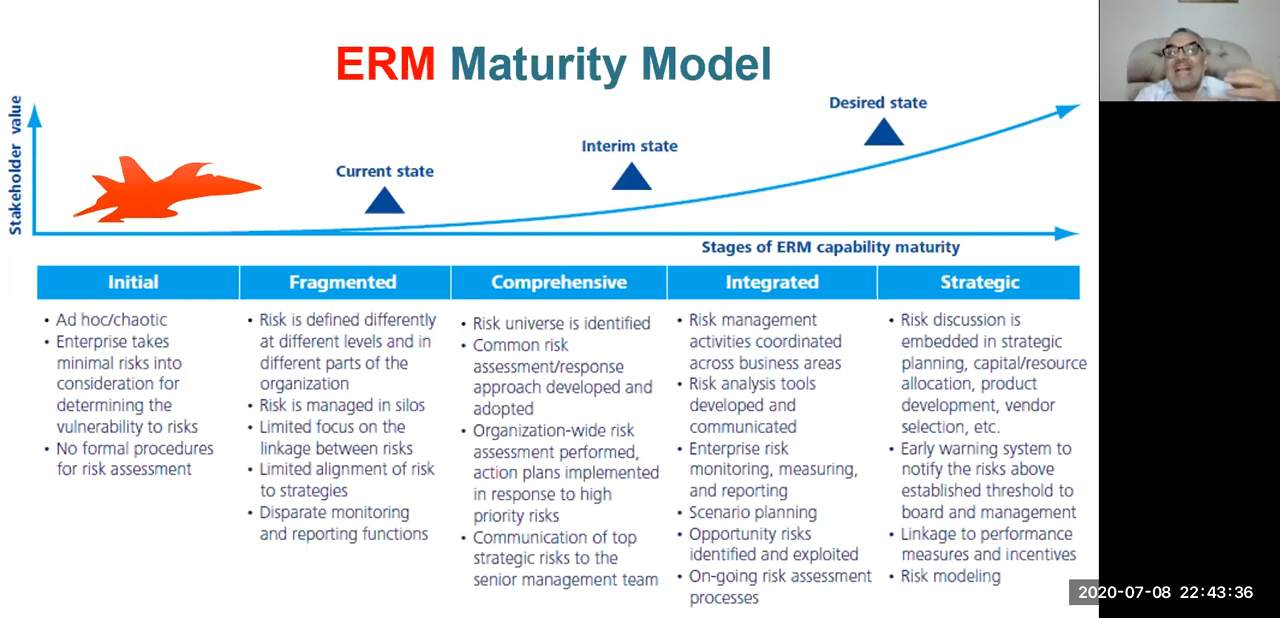 ERM Maturity Model
Stakeholder value
Current state
Interim state
Desired state
Stages of ERM capability maturity
Initial
• Ad hoc/chaotic
• Enterprise takes
minimal risks into
consideration for
determining the
vulnerability to risks
• No formal procedures
for risk assessment
Fragmented
• Risk is defined differently
at different levels and in
different parts of the
organization
• Risk is managed in silos
• Limited focus on the
linkage between risks
• Limited alignment of risk
to strategies
• Disparate monitoring
and reporting functions
Comprehensive
• Risk universe is identified
• Common risk
assessment/response
approach developed and
adopted
• Organization-wide risk
assessment performed,
action plans implemented
in response to high
priority risks
• Communication of top
strategic risks to the
senior management team
Integrated
• Risk management
activities coordinated
across business areas
• Risk analysis tools
developed and
communicated
• Enterprise risk
monitoring, measuring,
and reporting
• Scenario planning
• Opportunity risks
identified and exploited
• On-going risk assessment
processes
Strategic
• Risk discussion is
embedded in strategic
planning, capital/resource
allocation, product
development, vendor
selection, etc.
• Early warning system to
notify the risks above
established threshold to
board and management
• Linkage to performance
measures and incentives
• Risk modeling
2020-07-08 22:43:36